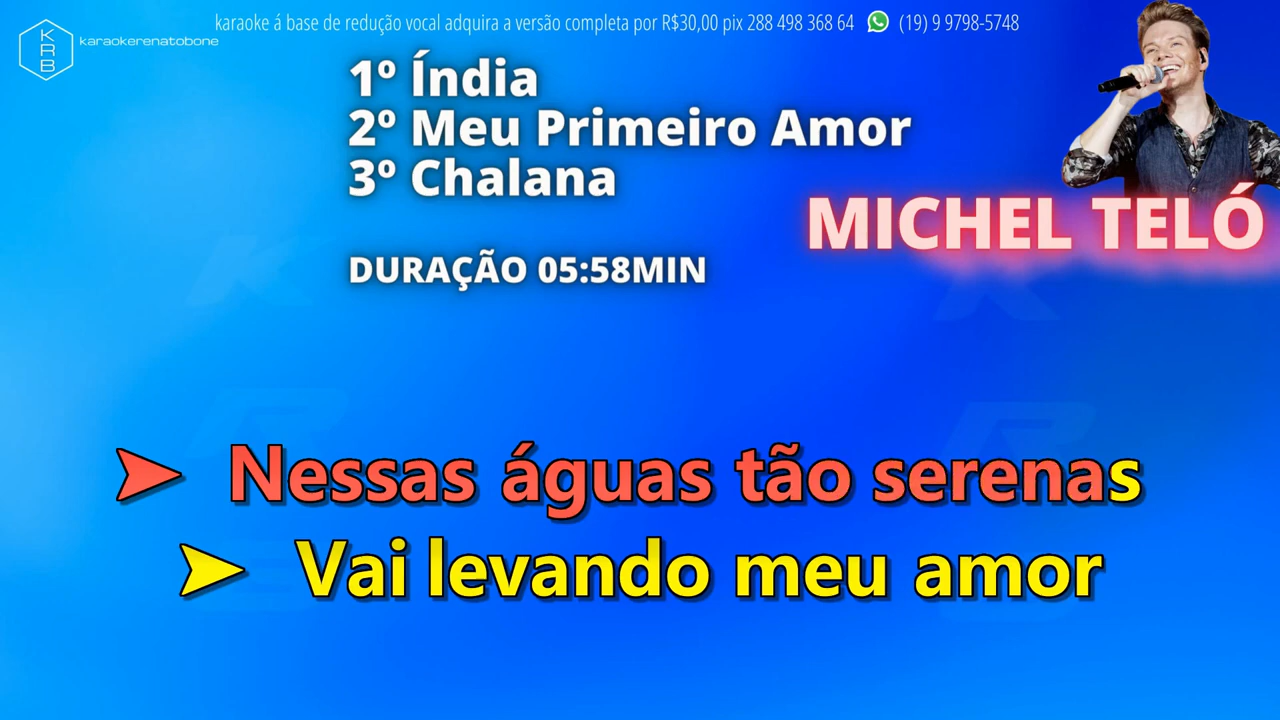 karaoke á base de redução vocal adquira a versão completa por R$30,00 pix 288 498 368 64 (19) 9 9798-5748
KRB
karaokerenatobone
1º Índia
2º Meu Primeiro Amor
3º Chalana
MICHEL TELÓ
DURAÇÃO 05:58MIN
Nessas águas tão serenas
Vai levando meu amor